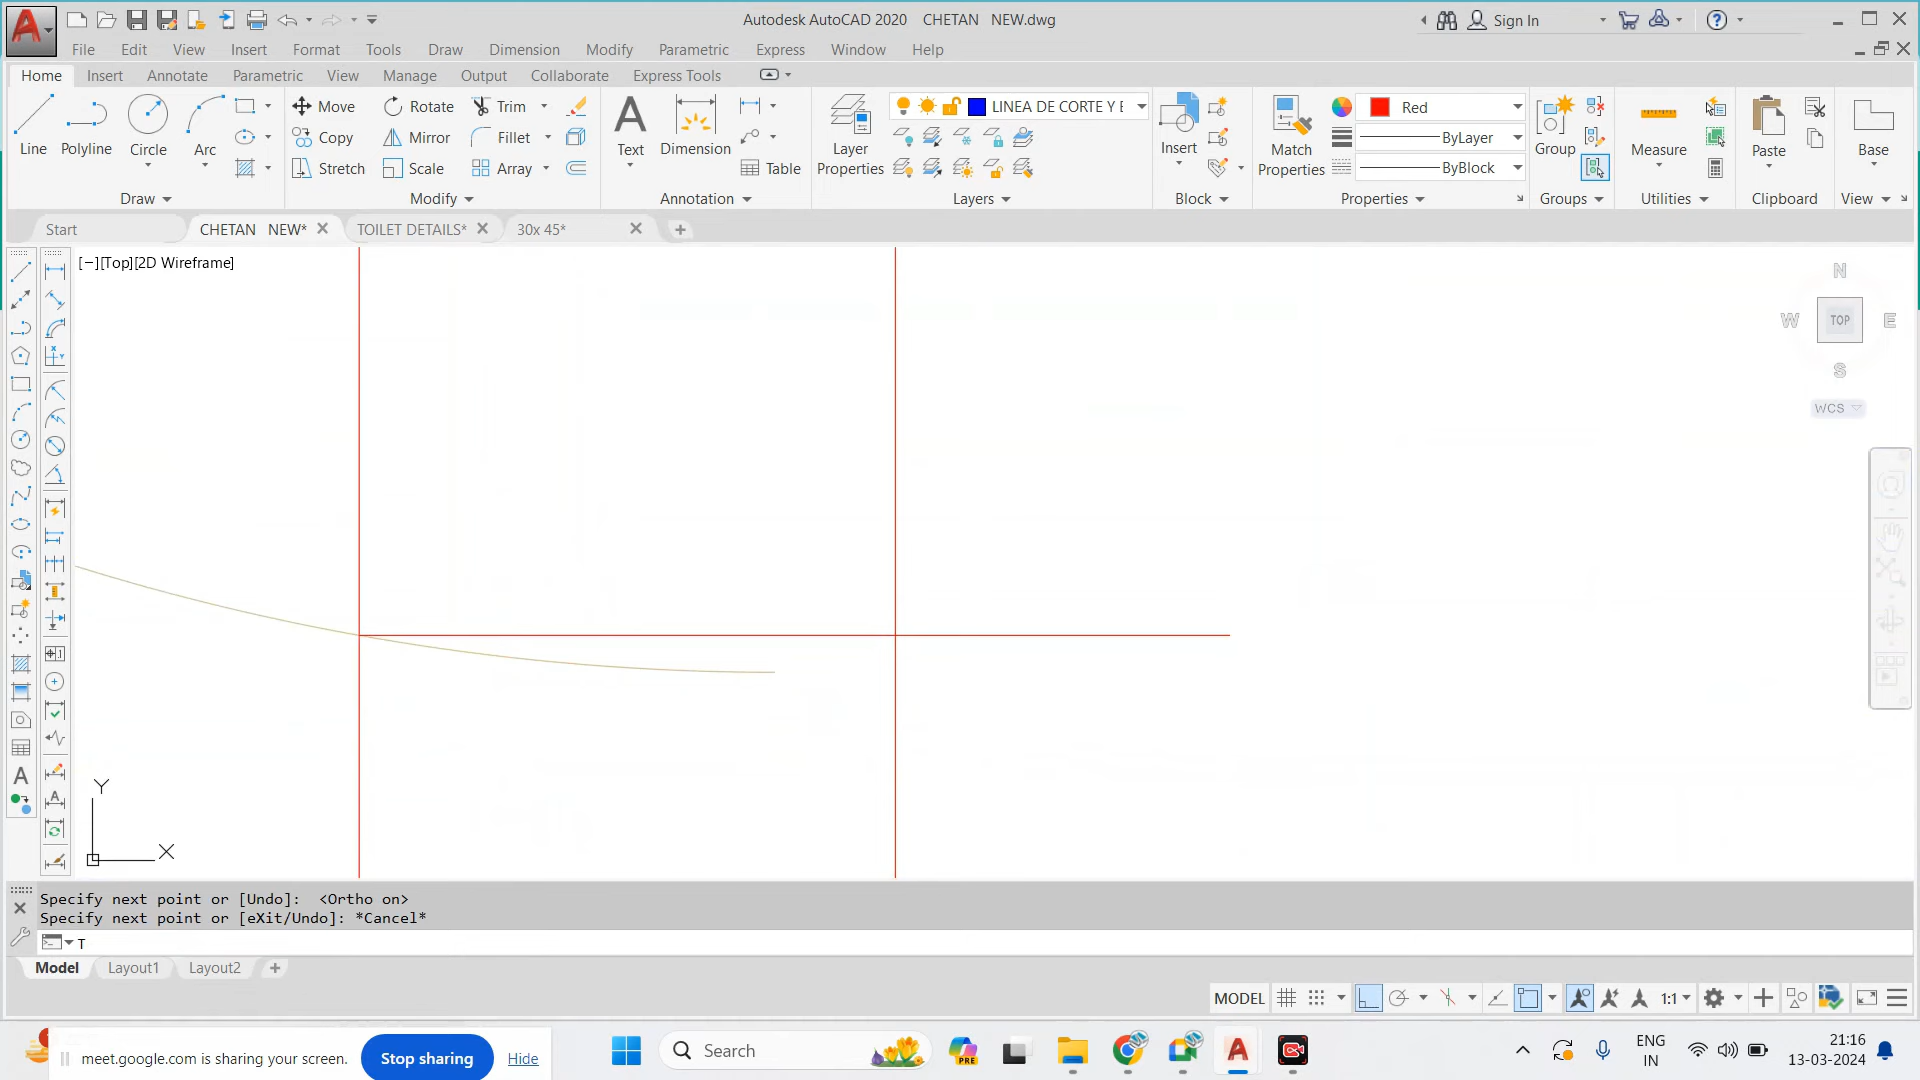 Autodesk AutoCAD 2020 CHETAN NEW.dwg
Sign In
File Edit View Insert Format Tools Draw Dimension Modify Parametric Express Window Help
Home Insert Annotate Parametric View Manage Output Collaborate Express Tools
Line Polyline Circle Arc
Move Rotate Trim
Copy Mirror Fillet
Stretch Scale Array
Text Dimension Table
Layer Properties
LINEA DE CORTE Y E
Insert
Match Properties
Red
ByLayer
ByBlock
Group
Measure
Paste
Base
Draw Modify Annotation Layers Block Properties Groups Utilities Clipboard View
Start CHETAN NEW* TOILET DETAILS* 30x 45*
[−][Top][2D Wireframe]
N
W TOP E
S
WCS
Y
X
Specify next point or [Undo]: <Ortho on>
Specify next point or [eXit/Undo]: *Cancel*
T
Model Layout1 Layout2
MODEL 1:1
meet.google.com is sharing your screen. Stop sharing Hide
Search
PRE
ENG
IN
21:16
13-03-2024